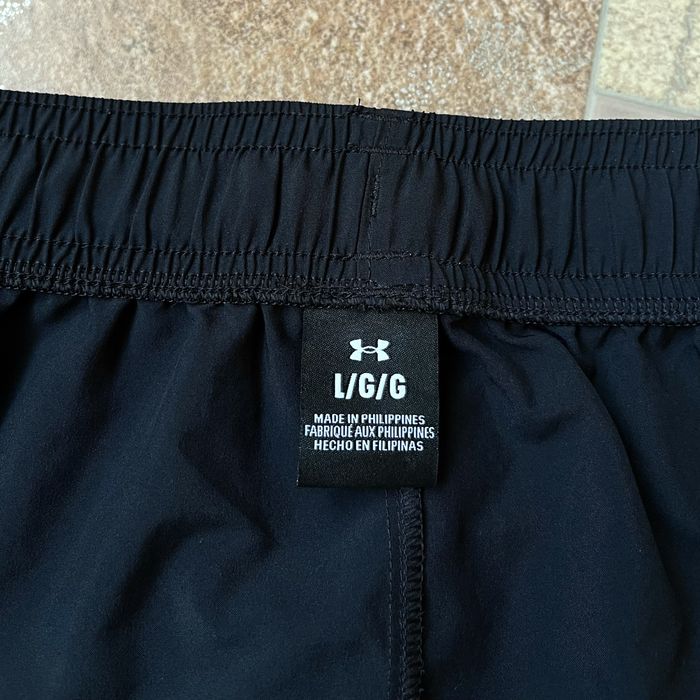 L/G/G
MADE IN PHILIPPINES
FABRIQUÉ AUX PHILIPPINES
HECHO EN FILIPINAS